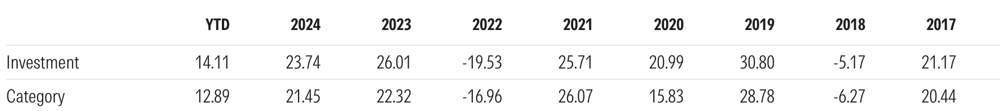 YTD 2024 2023 2022 2021 2020 2019 2018 2017
Investment 14.11 23.74 26.01 -19.53 25.71 20.99 30.80 -5.17 21.17
Category 12.89 21.45 22.32 -16.96 26.07 15.83 28.78 -6.27 20.44